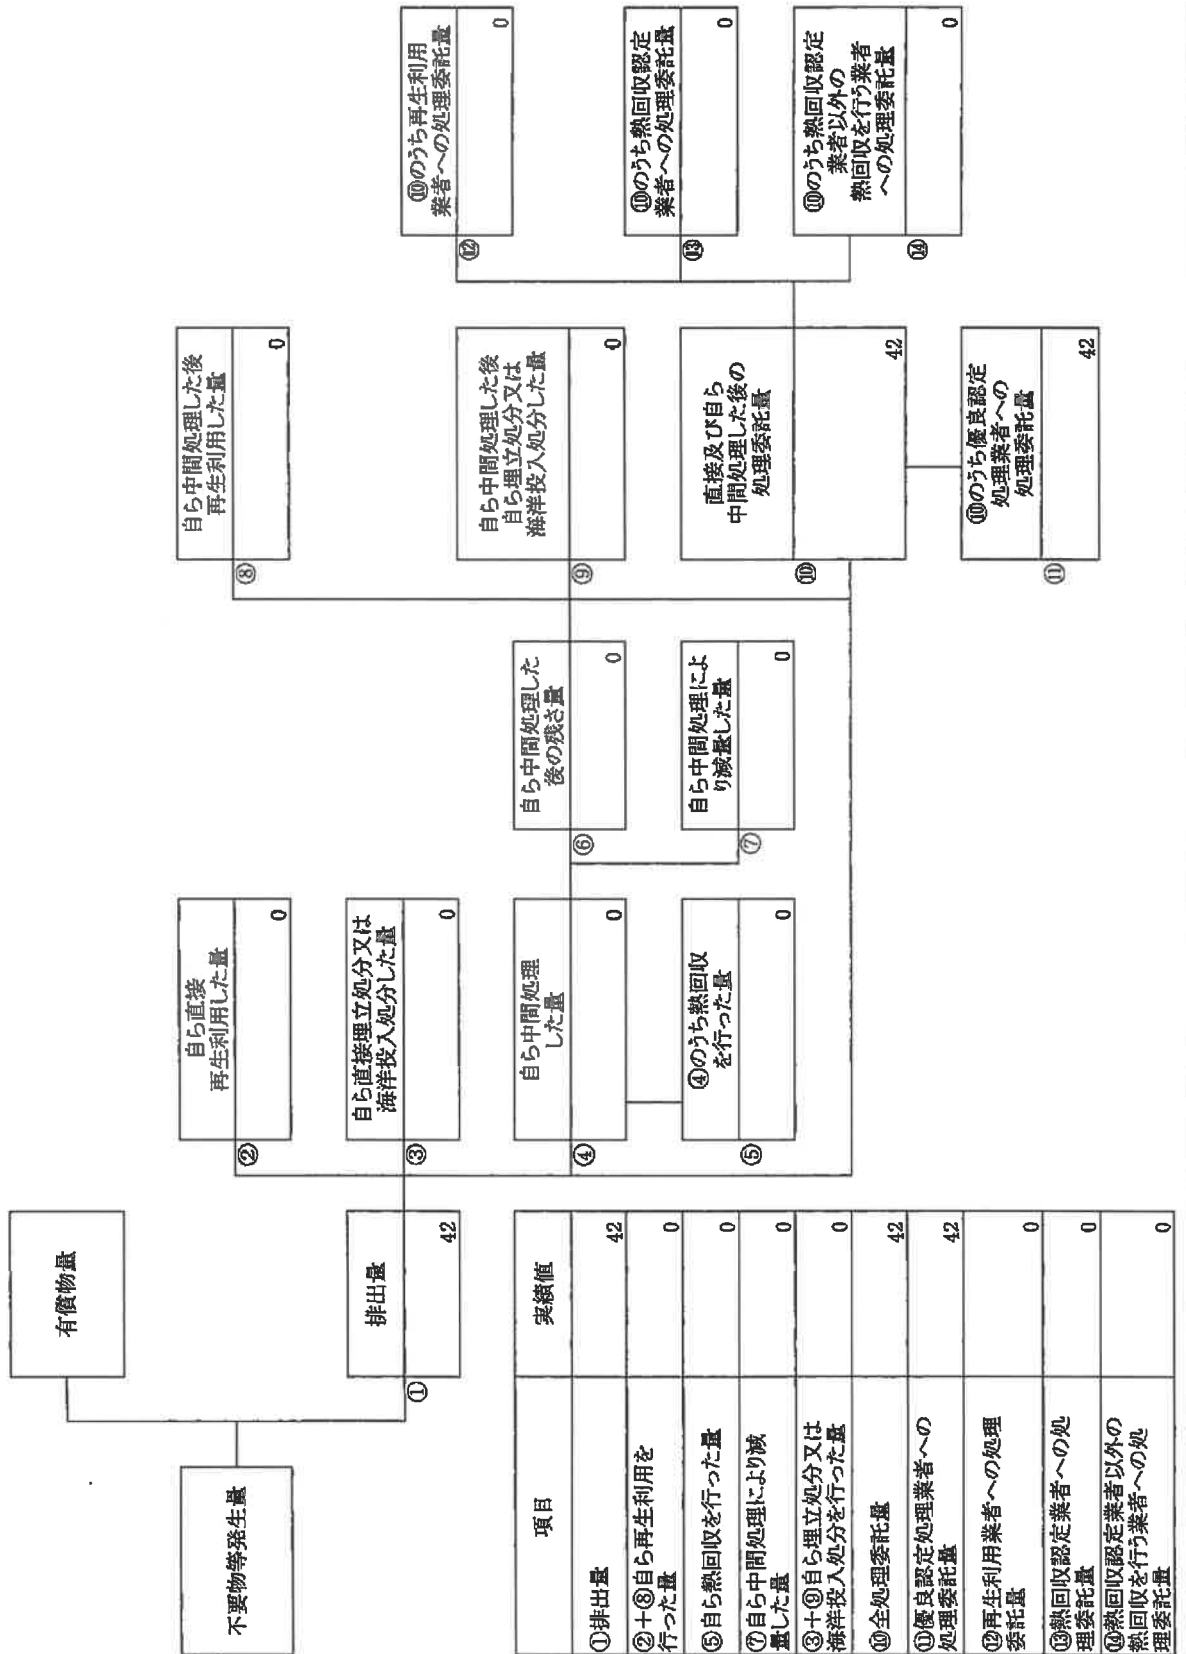 不要物等発生量
有償物量
排出量
①
42
自ら直接
再生利用した量
②
0
自ら直接埋立処分又は
海洋投入処分した量
③
0
自ら中間処理
した量
④
0
④のうち熱回収
を行った量
⑤
0
自ら中間処理した
後の残さ量
⑥
0
自ら中間処理によ
り減量した量
⑦
0
自ら中間処理した後
再生利用した量
⑧
0
自ら中間処理した後
自ら埋立処分又は
海洋投入処分した量
⑨
0
直接及び自ら
中間処理した後の
処理委託量
⑩
42
⑩のうち優良認定
処理業者への
処理委託量
⑪
42
⑩のうち再生利用
業者への処理委託量
⑫
0
⑩のうち熱回収認定
業者への処理委託量
⑬
0
⑩のうち熱回収認定
業者以外の
熱回収を行う業者
への処理委託量
⑭
0
項目 実績値
①排出量 42
②+⑧自ら再生利用を
行った量 0
⑤自ら熱回収を行った量 0
⑦自ら中間処理により減
量した量 0
③+⑨自ら埋立処分又は
海洋投入処分を行った量 0
⑩全処理委託量 42
⑪優良認定処理業者への
処理委託量 42
⑫再生利用業者への処理
委託量 0
⑬熱回収認定業者への処
理委託量 0
⑭熱回収認定業者以外の
熱回収を行う業者への処
理委託量 0